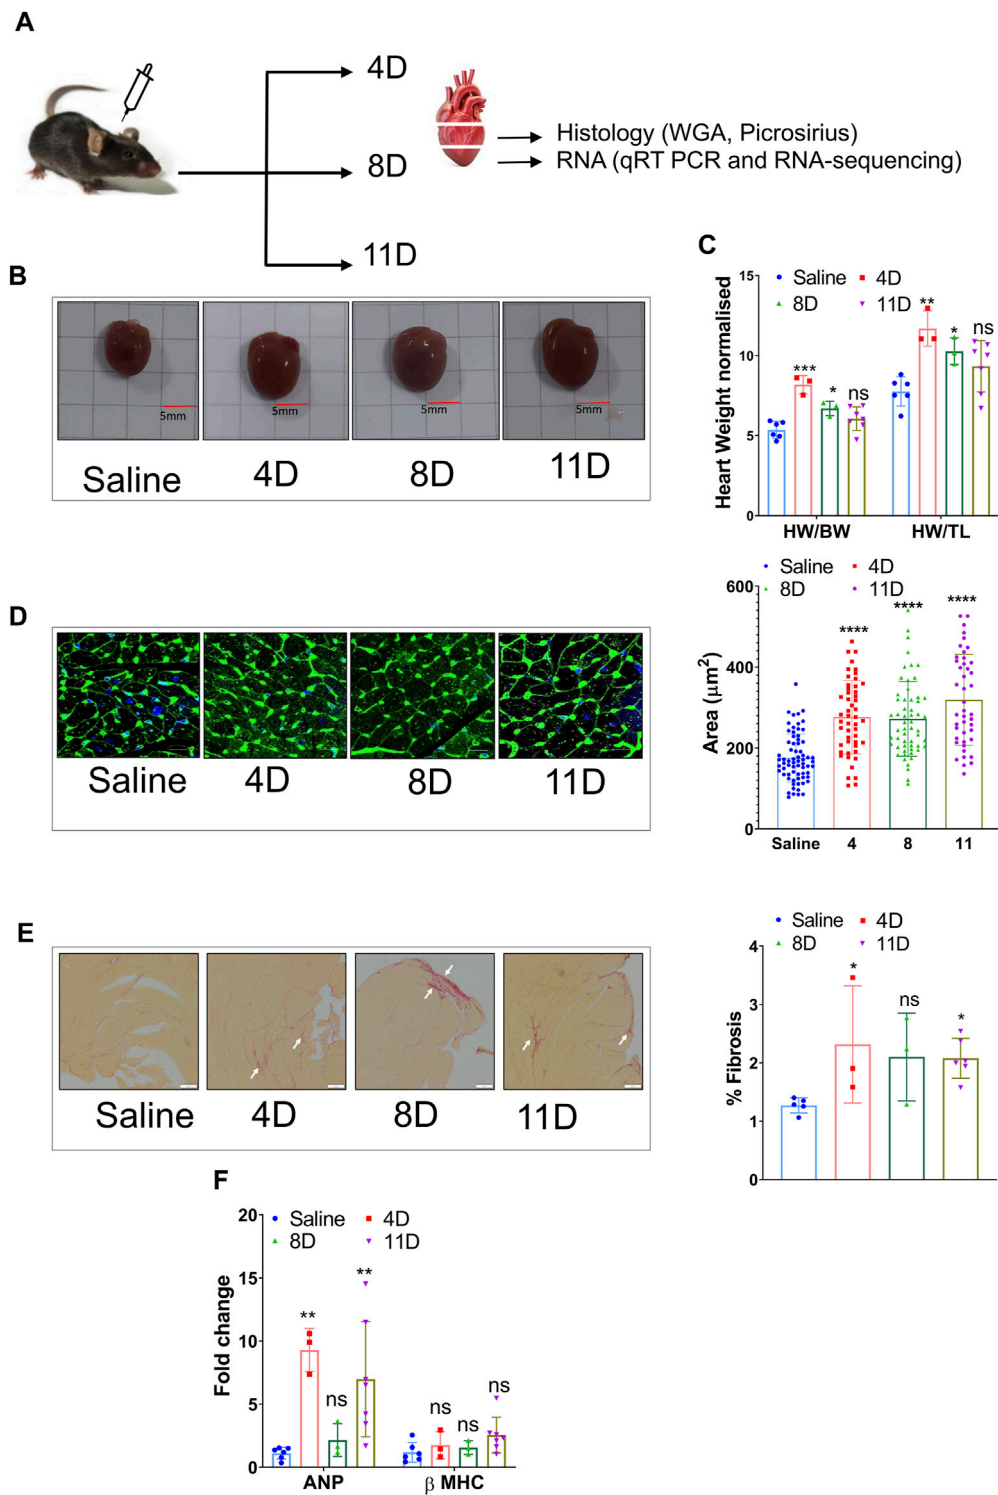 A
4D
8D
11D
Histology (WGA, Picrosirius)
RNA (qRT PCR and RNA-sequencing)
B
5mm
5mm
5mm
5mm
Saline
4D
8D
11D
C
Saline
4D
8D
11D
Heart Weight normalised
15
10
5
0
***
*
ns
**
*
ns
HW/BW
HW/TL
D
Saline
4D
8D
11D
Saline
4D
8D
11D
Area (μm²)
600
400
200
0
****
****
****
Saline
4
8
11
E
Saline
4D
8D
11D
Saline
4D
8D
11D
% Fibrosis
4
3
2
1
0
*
ns
*
F
Saline
4D
8D
11D
Fold change
20
15
10
5
0
**
ns
**
ns
ns
ns
ANP
β MHC